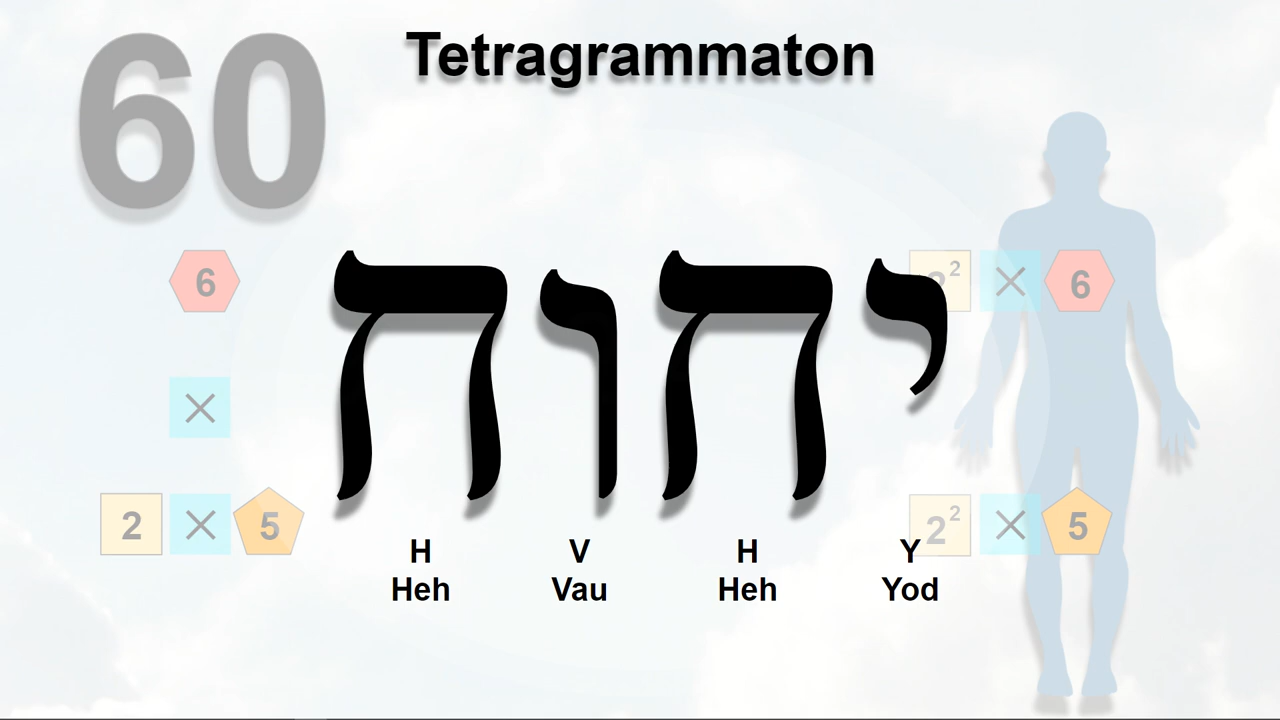 60
Tetragrammaton
6
2² × 6
יחוח
×
2 × 5
2² × 5
H V H Y
Heh Vau Heh Yod